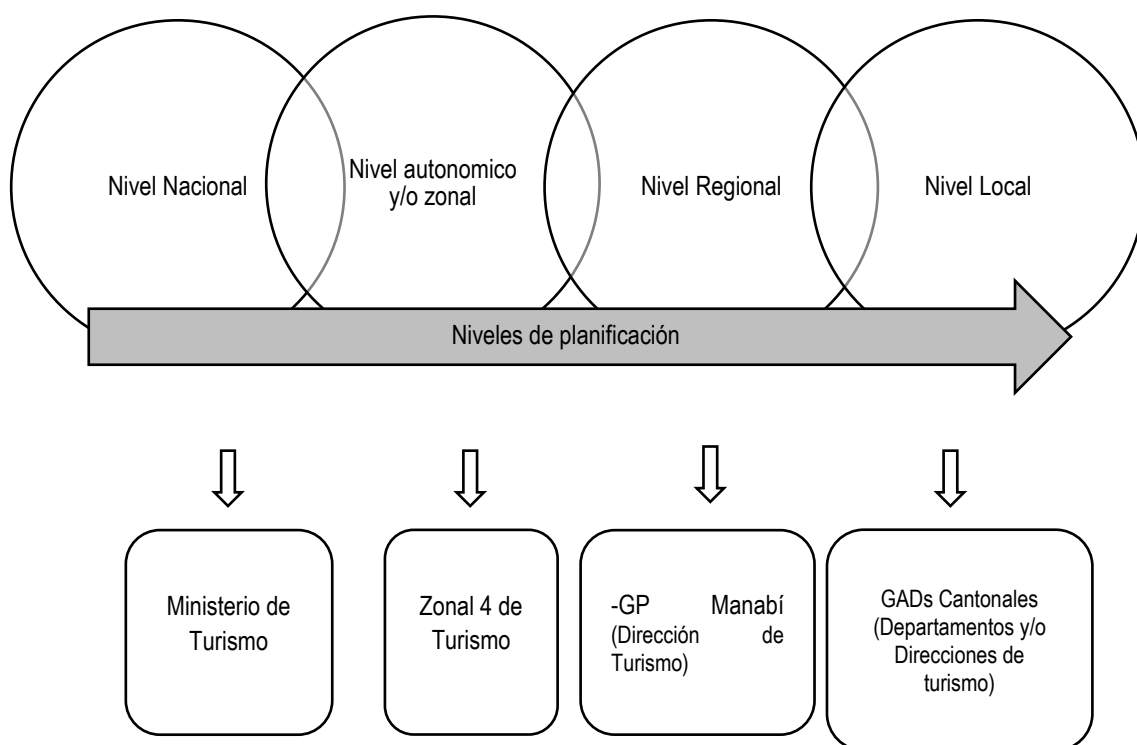 Nivel Nacional
Nivel autonomico
y/o zonal
Nivel Regional
Nivel Local
Niveles de planificación
Ministerio de
Turismo
Zonal 4 de
Turismo
-GP Manabí
(Dirección de
Turismo)
GADs Cantonales
(Departamentos y/o
Direcciones de
turismo)